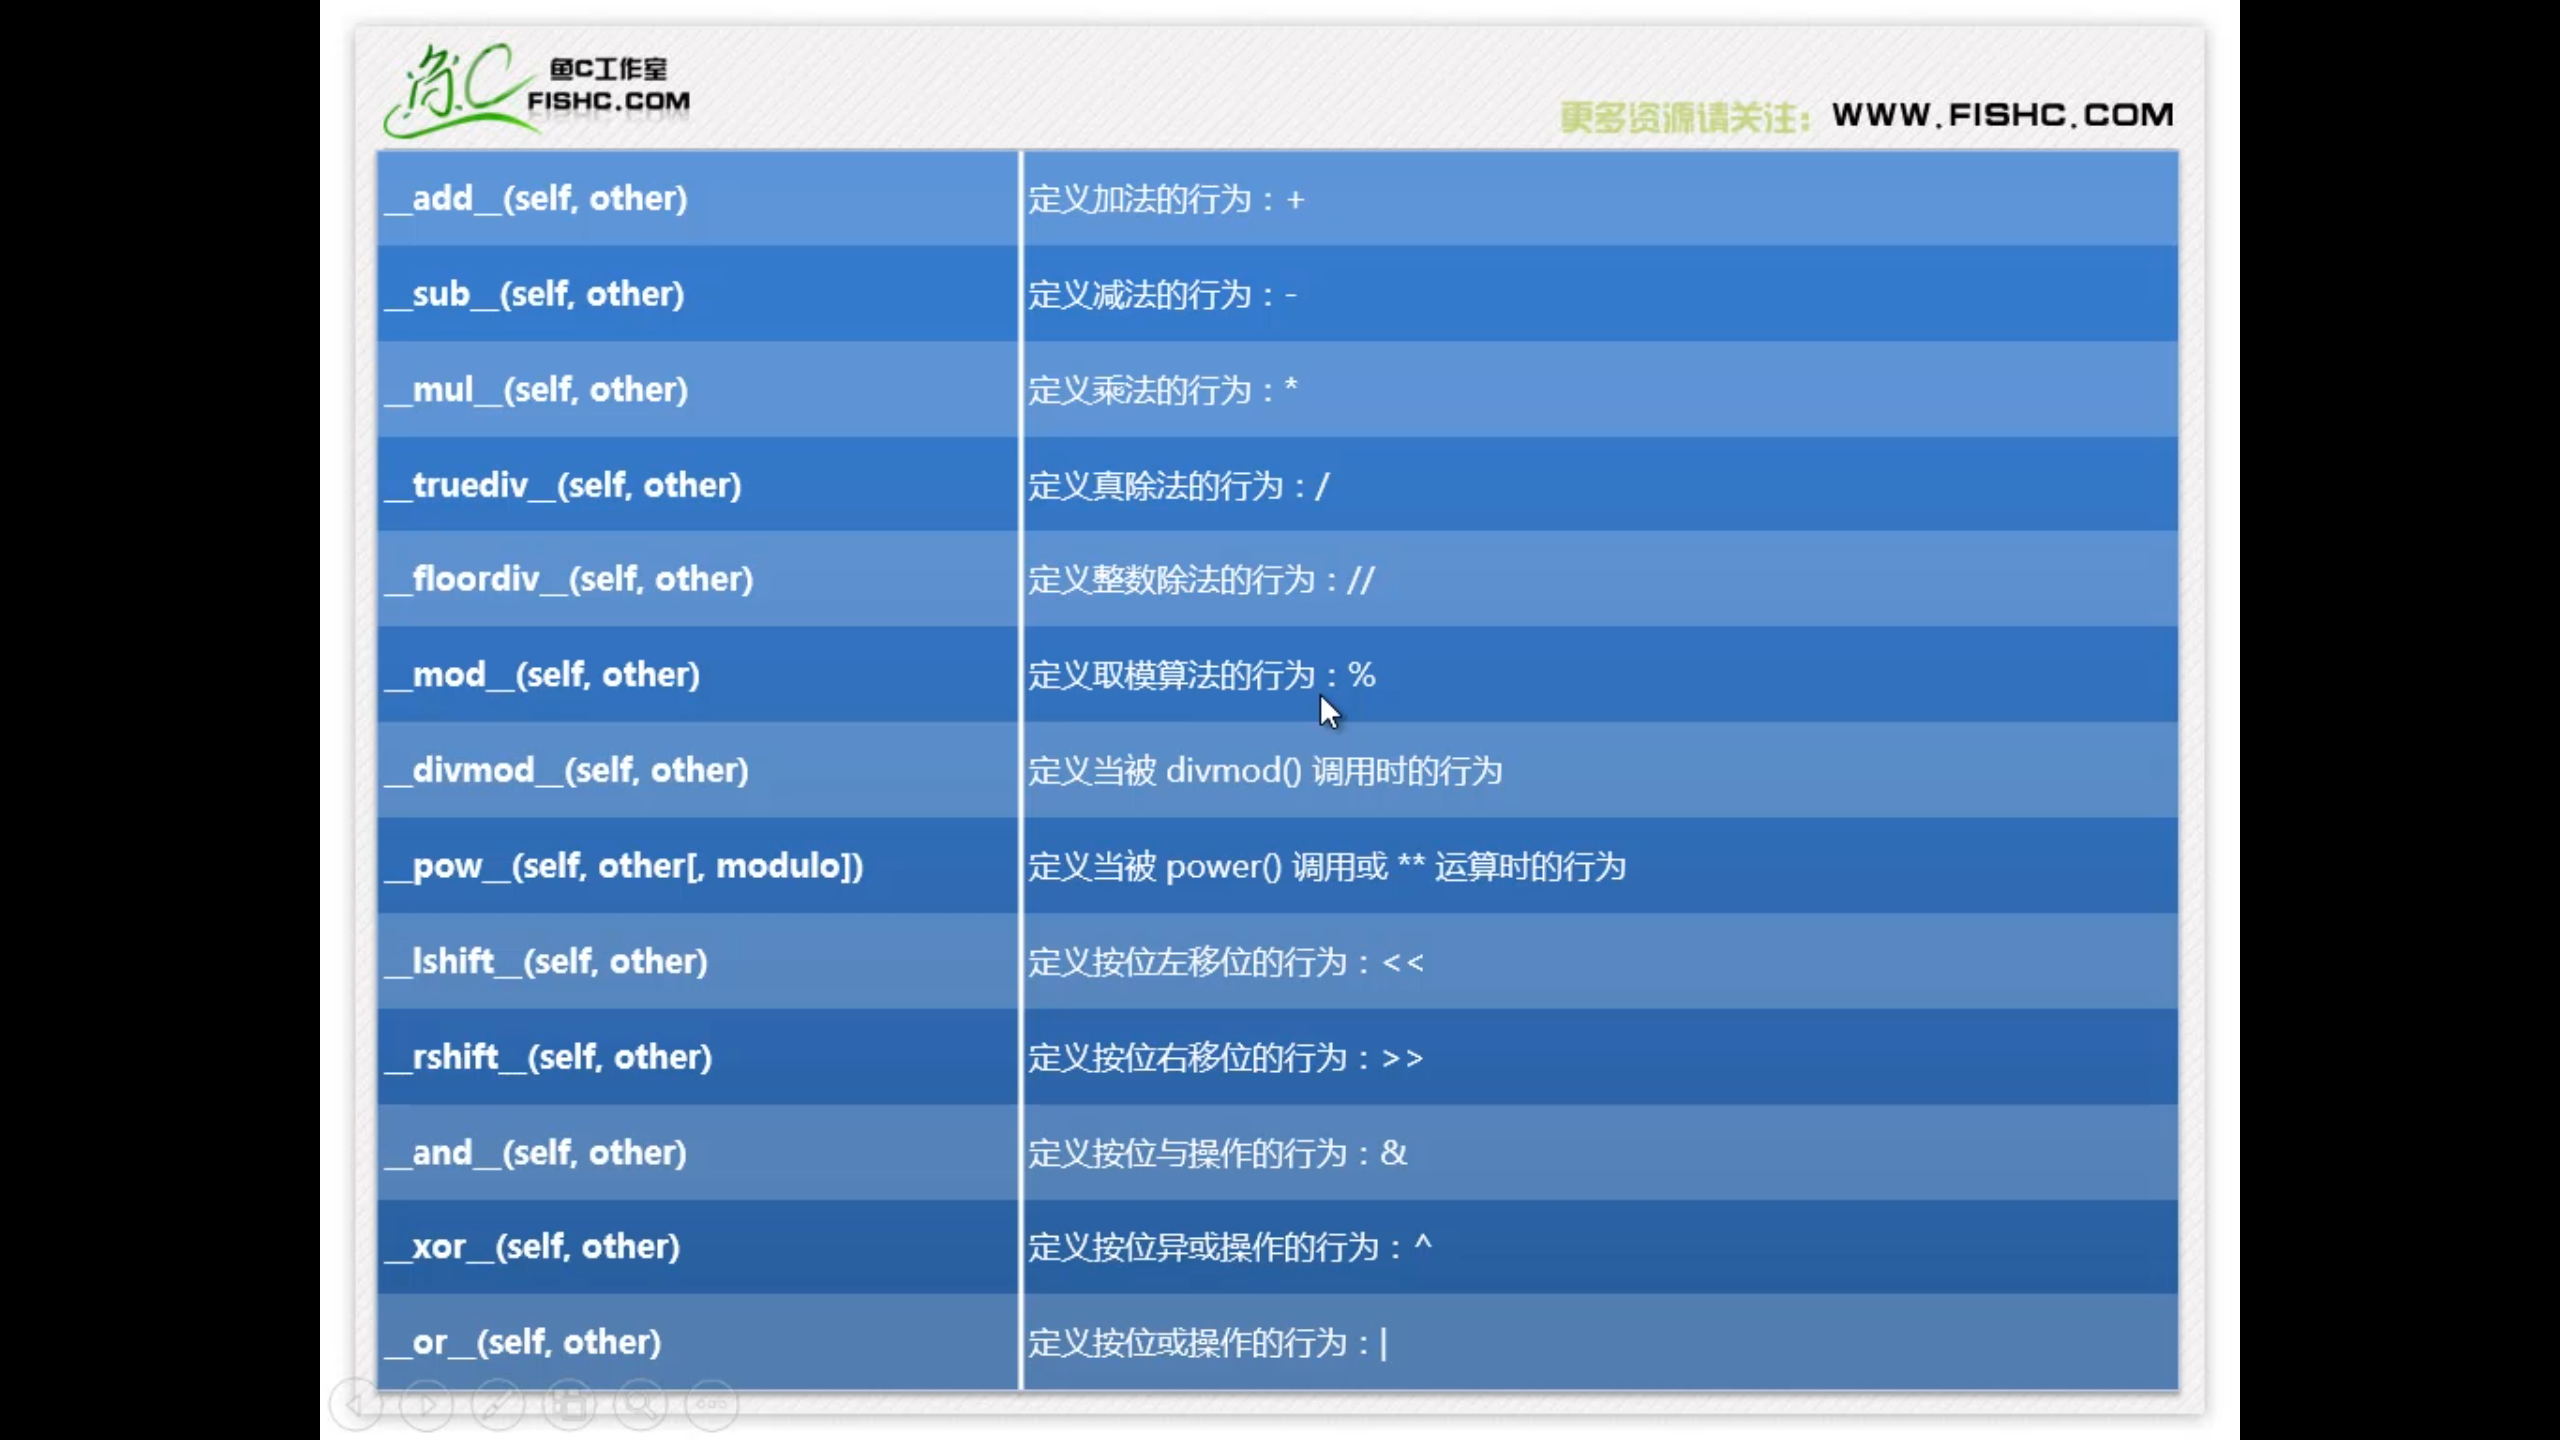 鱼C工作室
FISHC.COM
更多资源请关注: WWW.FISHC.COM
__add__(self, other) 定义加法的行为：+
__sub__(self, other) 定义减法的行为：-
__mul__(self, other) 定义乘法的行为：*
__truediv__(self, other) 定义真除法的行为：/
__floordiv__(self, other) 定义整数除法的行为：//
__mod__(self, other) 定义取模算法的行为：%
__divmod__(self, other) 定义当被 divmod() 调用时的行为
__pow__(self, other[, modulo]) 定义当被 power() 调用或 ** 运算时的行为
__lshift__(self, other) 定义按位左移位的行为：<<
__rshift__(self, other) 定义按位右移位的行为：>>
__and__(self, other) 定义按位与操作的行为：&
__xor__(self, other) 定义按位异或操作的行为：^
__or__(self, other) 定义按位或操作的行为：|